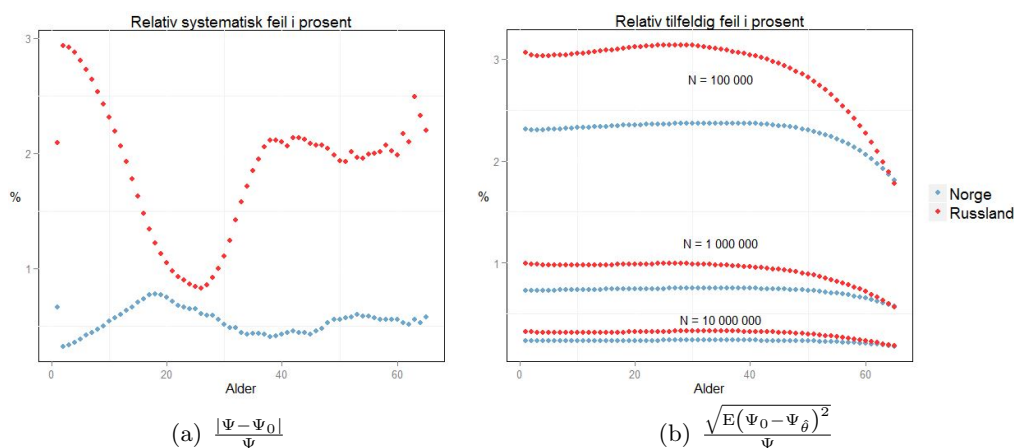 Relativ systematisk feil i prosent
3
2
%
1
0 20 40 60
Alder
(a) |Ψ−Ψ₀| / Ψ
Relativ tilfeldig feil i prosent
3
N = 100 000
2
%
N = 1 000 000
1
N = 10 000 000
0 20 40 60
Alder
(b) √E(Ψ₀−Ψ_θ̂)² / Ψ
Norge
Russland